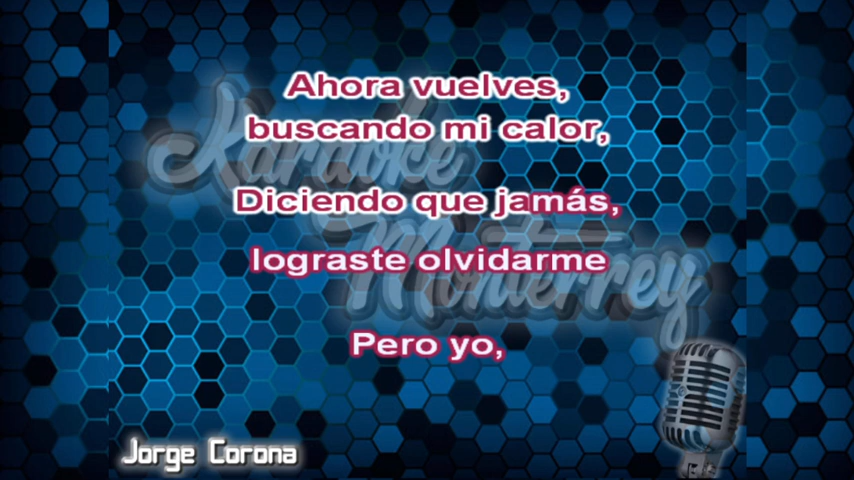 Ahora vuelves,
buscando mi calor,
Diciendo que jamás,
lograste olvidarme
Pero yo,
Karaoke
Monterrey
Jorge Corona